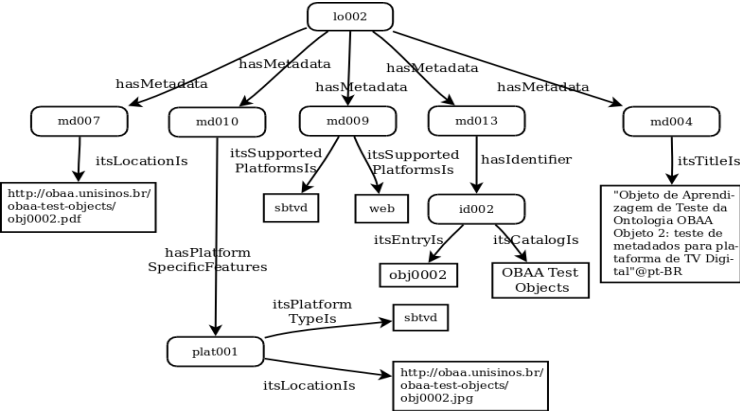 lo002
hasMetadata
hasMetadata
hasMetadata
hasMetadata
hasMetadata
md007
md010
md009
md013
md004
itsLocationIs
itsSupported
PlatformsIs
itsSupported
PlatformsIs
hasIdentifier
itsTitleIs
http://obaa.unisinos.br/
obaa-test-objects/
obj0002.pdf
sbtvd
web
id002
"Objeto de Aprendi-
zagem de Teste da
Ontologia OBAA
Objeto 2: teste de
metadados para pla-
taforma de TV Digi-
tal"@pt-BR
hasPlatform
SpecificFeatures
itsEntryIs
itsCatalogIs
obj0002
OBAA Test
Objects
itsPlatform
TypeIs
sbtvd
plat001
itsLocationIs
http://obaa.unisinos.br/
obaa-test-objects/
obj0002.jpg